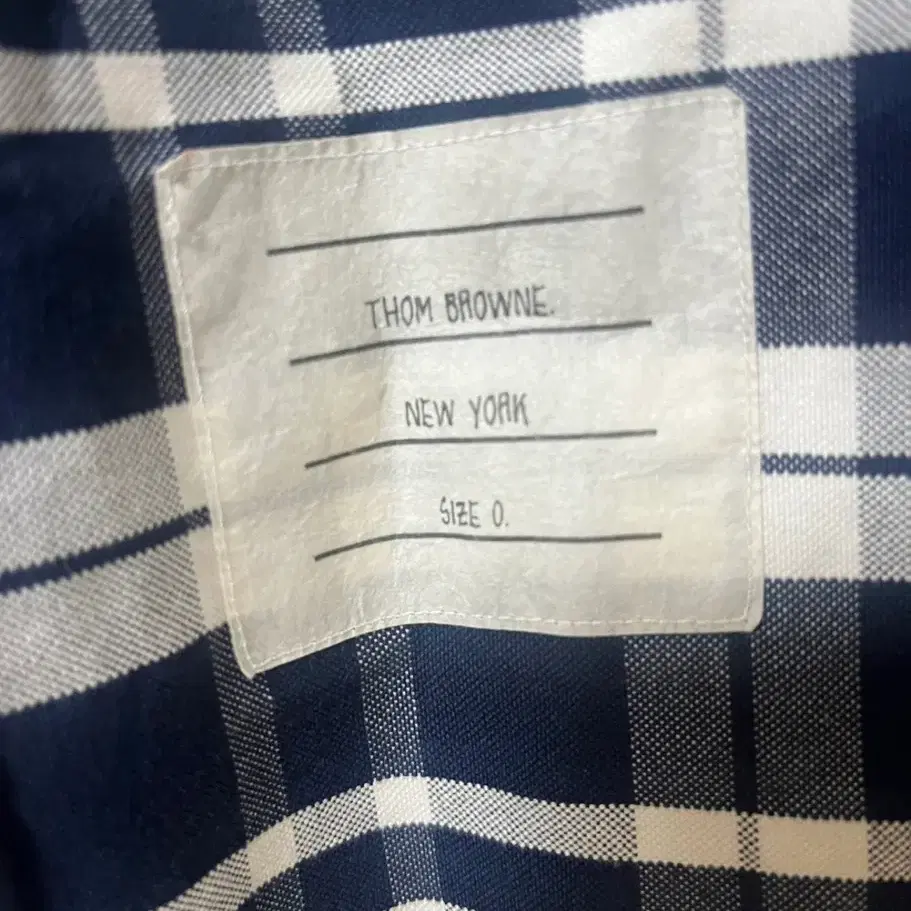 THOM BROWNE.
NEW YORK
SIZE 0.